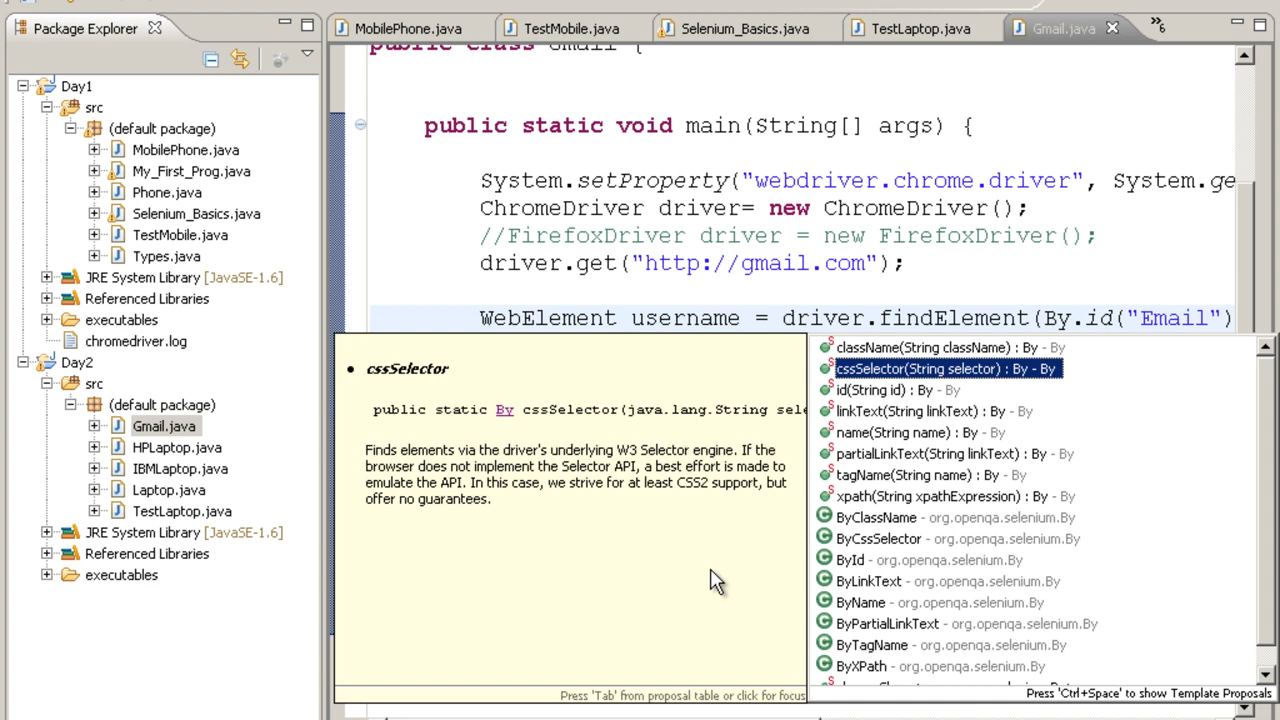 Package Explorer
Day1
src
(default package)
MobilePhone.java
My_First_Prog.java
Phone.java
Selenium_Basics.java
TestMobile.java
Types.java
JRE System Library [JavaSE-1.6]
Referenced Libraries
executables
chromedriver.log
Day2
src
(default package)
Gmail.java
HPLaptop.java
IBMLaptop.java
Laptop.java
TestLaptop.java
JRE System Library [JavaSE-1.6]
Referenced Libraries
executables
MobilePhone.java TestMobile.java Selenium_Basics.java TestLaptop.java Gmail.java »6
public class Gmail {
public static void main(String[] args) {
System.setProperty("webdriver.chrome.driver", System.ge
ChromeDriver driver= new ChromeDriver();
//FirefoxDriver driver = new FirefoxDriver();
driver.get("http://gmail.com");
WebElement username = driver.findElement(By.id("Email")
• cssSelector
public static By cssSelector(java.lang.String sele
Finds elements via the driver's underlying W3 Selector engine. If the
browser does not implement the Selector API, a best effort is made to
emulate the API. In this case, we strive for at least CSS2 support, but
offer no guarantees.
Press 'Tab' from proposal table or click for focus
className(String className) : By - By
cssSelector(String selector) : By - By
id(String id) : By - By
linkText(String linkText) : By - By
name(String name) : By - By
partialLinkText(String linkText) : By - By
tagName(String name) : By - By
xpath(String xpathExpression) : By - By
ByClassName - org.openqa.selenium.By
ByCssSelector - org.openqa.selenium.By
ById - org.openqa.selenium.By
ByLinkText - org.openqa.selenium.By
ByName - org.openqa.selenium.By
ByPartialLinkText - org.openqa.selenium.By
ByTagName - org.openqa.selenium.By
ByXPath - org.openqa.selenium.By
Press 'Ctrl+Space' to show Template Proposals